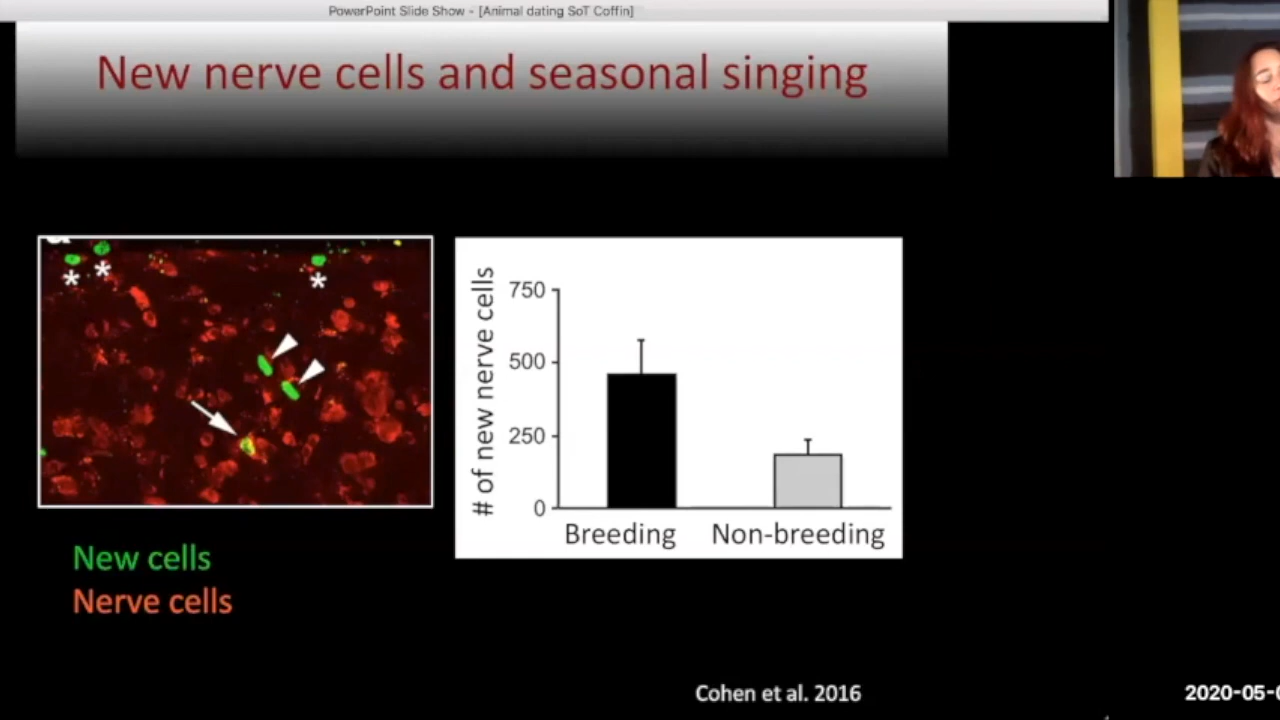 PowerPoint Slide Show - [Animal dating SoT Coffin]
New nerve cells and seasonal singing
* * *
# of new nerve cells
750
500
250
0
Breeding Non-breeding
New cells
Nerve cells
Cohen et al. 2016
2020-05-